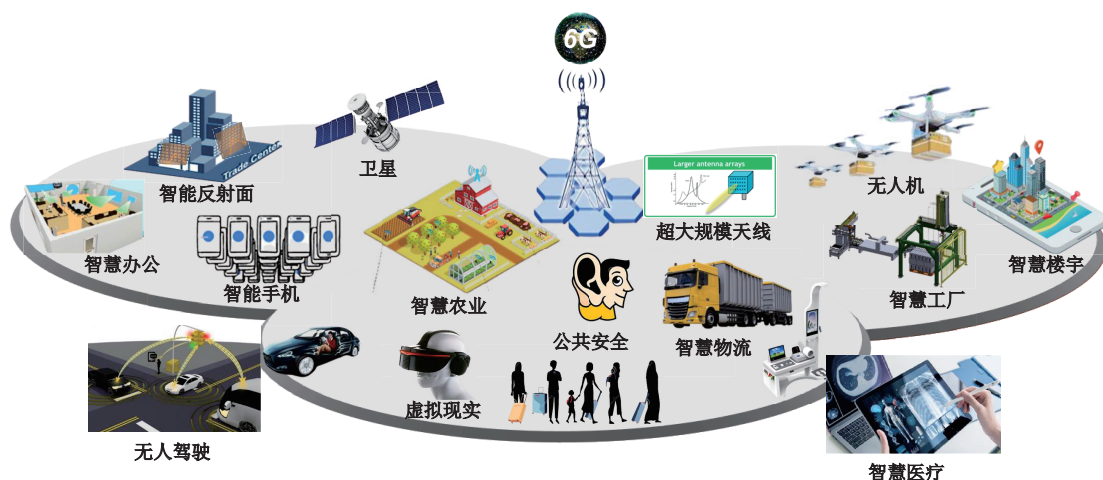 6G
Trade Center
智能反射面
卫星
Larger antenna arrays
超大规模天线
无人机
智慧办公
智能手机
智慧农业
公共安全
智慧物流
智慧工厂
智慧楼宇
虚拟现实
无人驾驶
智慧医疗